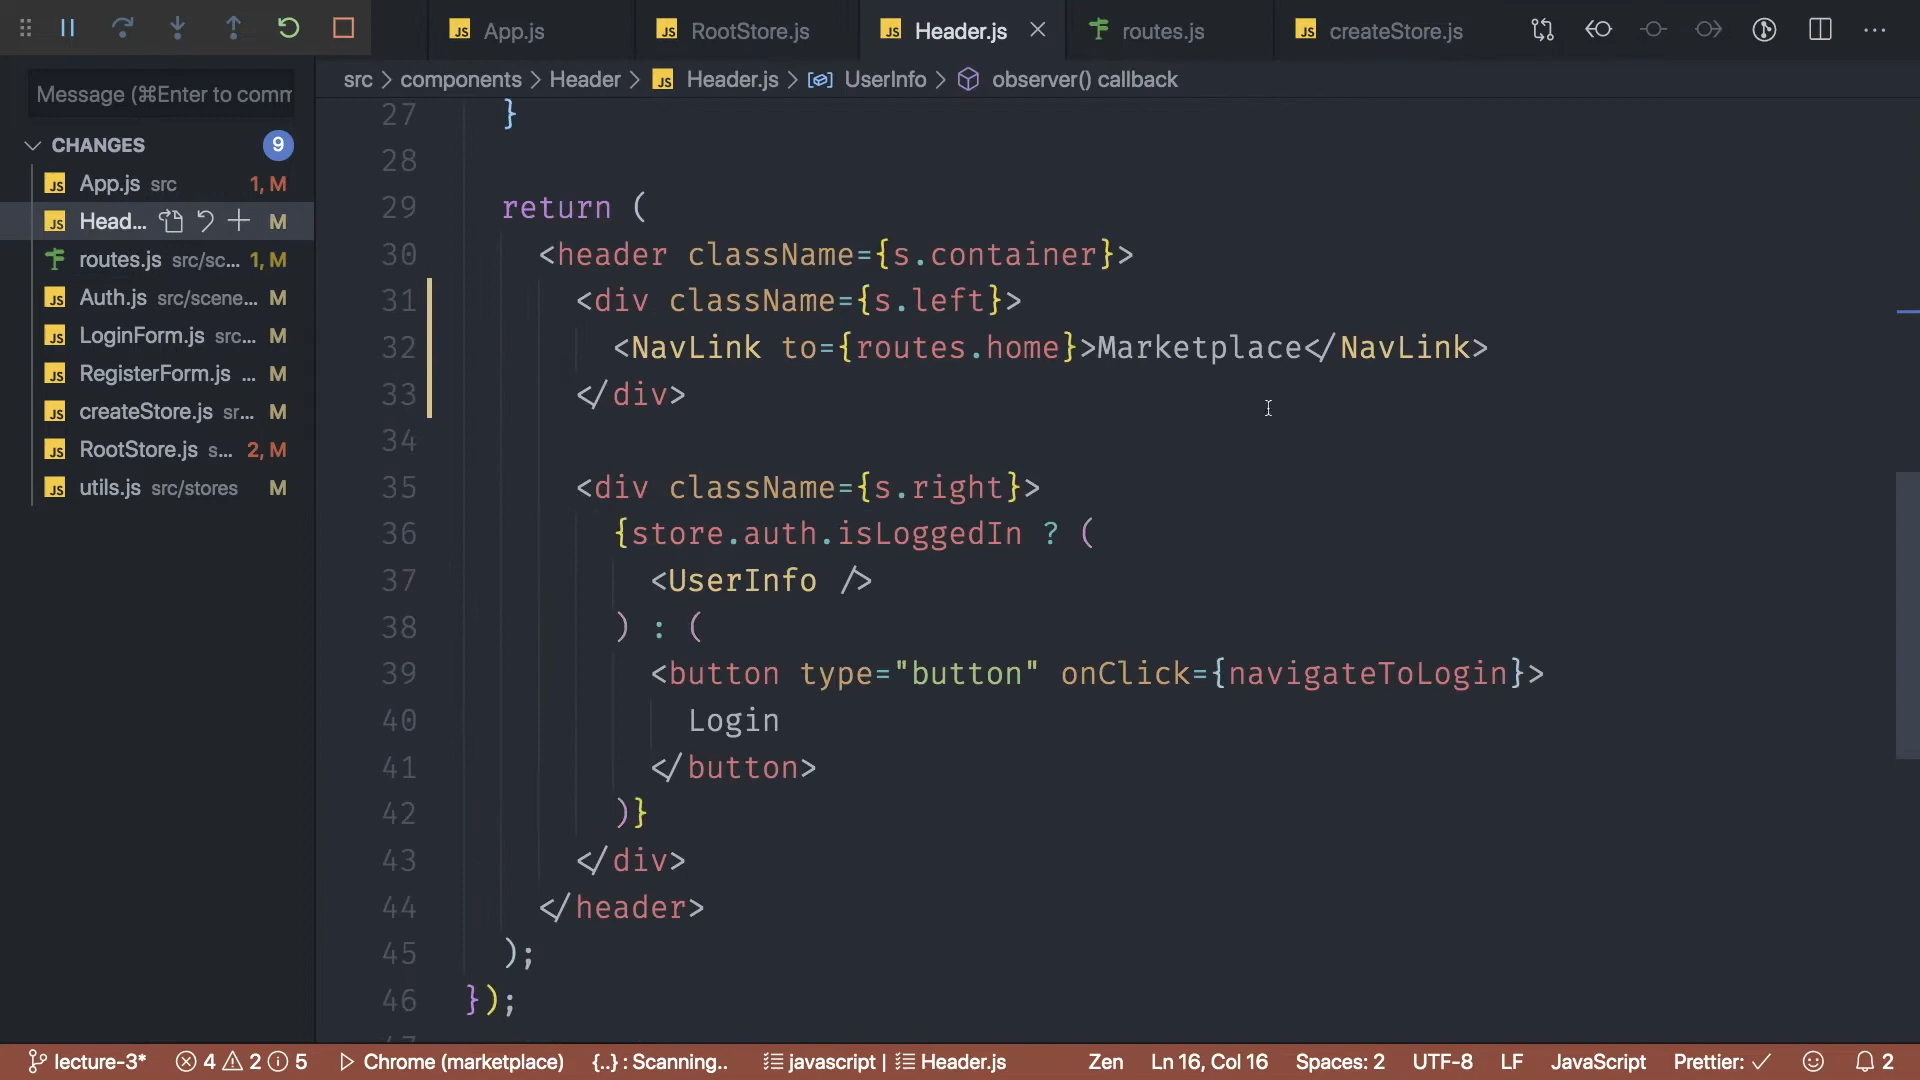 App.js
RootStore.js
Header.js
routes.js
createStore.js
src > components > Header > Header.js > UserInfo > observer() callback
Message (⌘Enter to comm
CHANGES 9
App.js src 1, M
Head... M
routes.js src/sc... 1, M
Auth.js src/scene... M
LoginForm.js src... M
RegisterForm.js ... M
createStore.js sr... M
RootStore.js s... 2, M
utils.js src/stores M
27 }
28
29 return (
30 <header className={s.container}>
31 <div className={s.left}>
32 <NavLink to={routes.home}>Marketplace</NavLink>
33 </div>
34
35 <div className={s.right}>
36 {store.auth.isLoggedIn ? (
37 <UserInfo />
38 ) : (
39 <button type="button" onClick={navigateToLogin}>
40 Login
41 </button>
42 )}
43 </div>
44 </header>
45 );
46 });
lecture-3* 4 2 5 Chrome (marketplace) {..} : Scanning.. javascript | Header.js Zen Ln 16, Col 16 Spaces: 2 UTF-8 LF JavaScript Prettier: ✓ 2